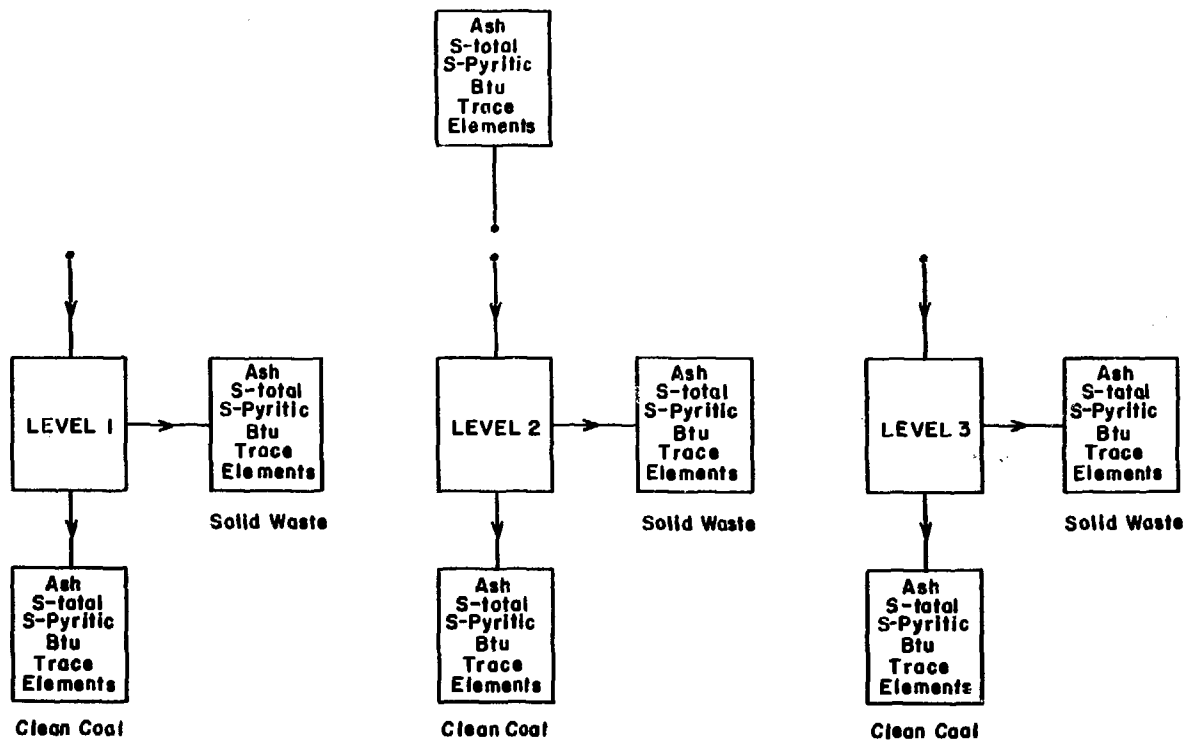 Ash
S-total
S-Pyritic
Btu
Trace
Elements
LEVEL 1
Ash
S-total
S-Pyritic
Btu
Trace
Elements
Solid Waste
Ash
S-tatal
S-Pyritic
Btu
Trace
Elements
Clean Coal
LEVEL 2
Ash
S-total
S-Pyritic
Btu
Trace
Elements
Solid Waste
Ash
S-total
S-Pyritic
Btu
Trace
Elements
Clean Coal
LEVEL 3
Ash
S-tatal
S-Pyritic
Btu
Trace
Elements
Solid Waste
Ash
S-total
S-Pyritic
Btu
Trace
Elements
Clean Caal